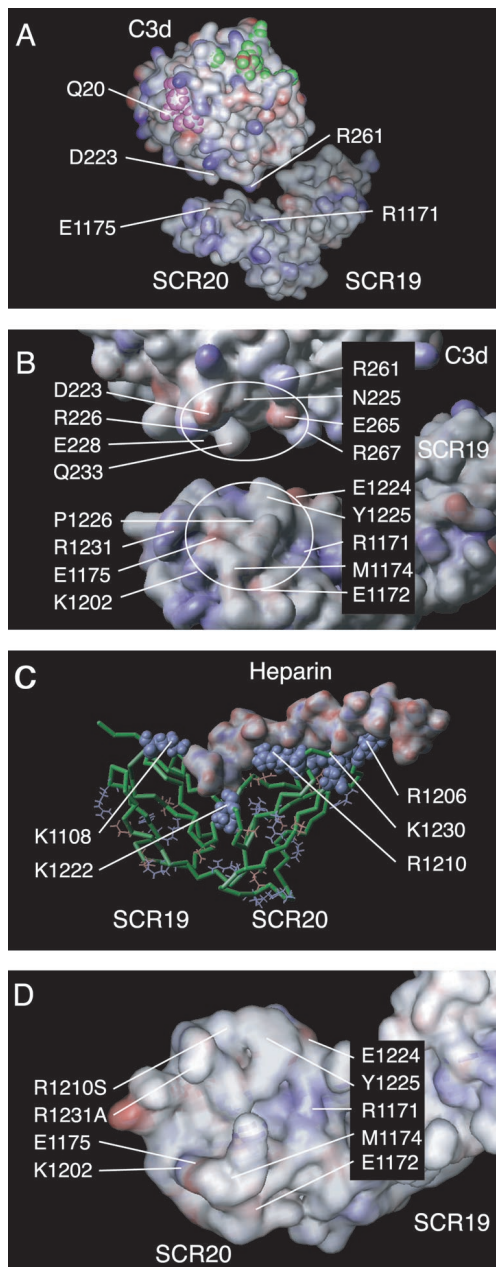 A
C3d
Q20
D223
R261
E1175
R1171
SCR20
SCR19
B
C3d
D223
R226
E228
Q233
R261
N225
E265
R267
SCR19
P1226
R1231
E1175
K1202
E1224
Y1225
R1171
M1174
E1172
C
Heparin
K1108
K1222
R1206
K1230
R1210
SCR19
SCR20
D
R1210S
R1231A
E1175
K1202
E1224
Y1225
R1171
M1174
E1172
SCR20
SCR19